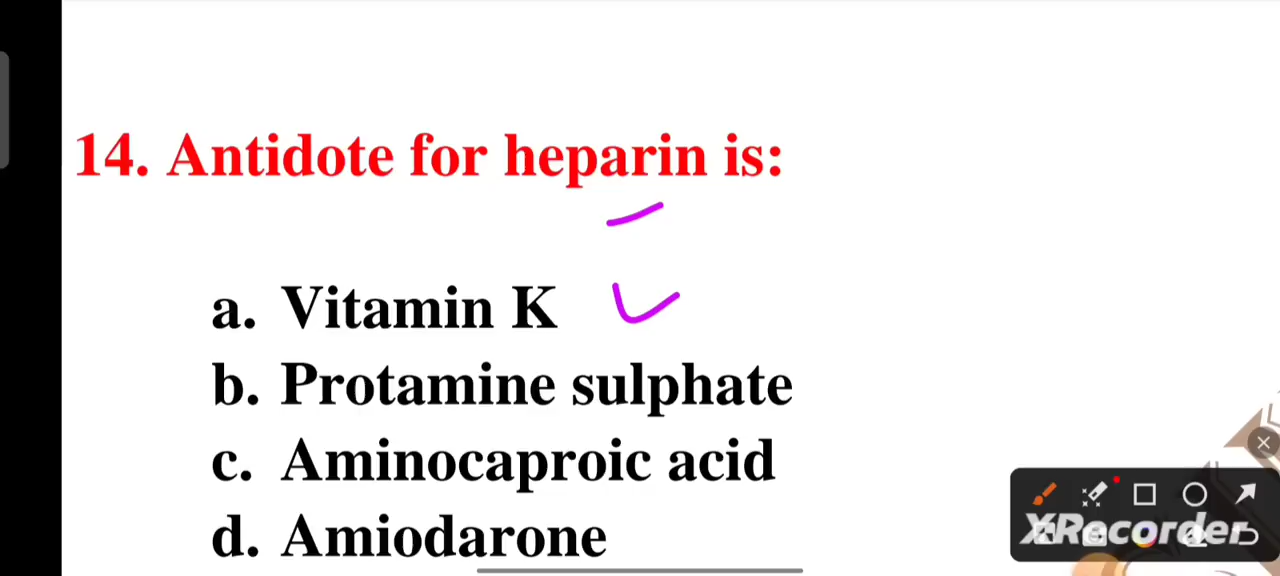 14. Antidote for heparin is:
a. Vitamin K
b. Protamine sulphate
c. Aminocaproic acid
d. Amiodarone
XRecorder